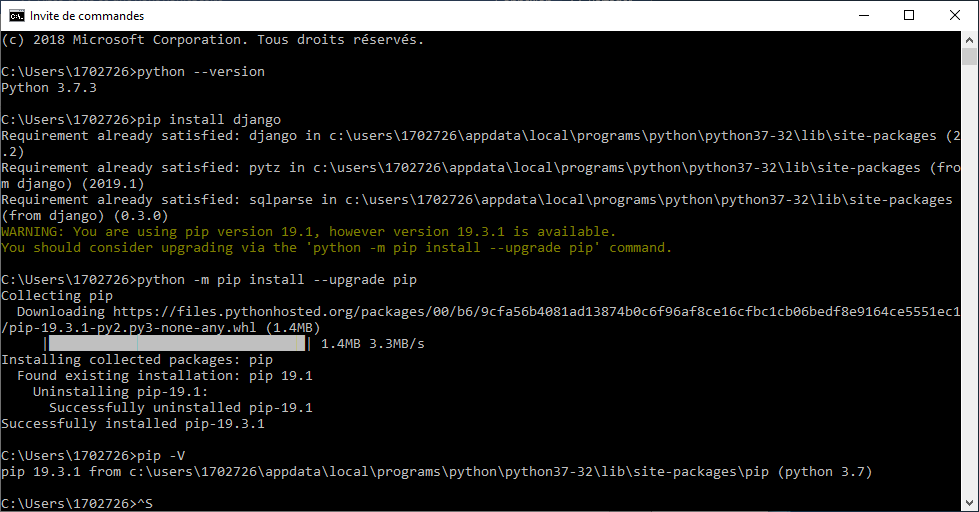 Invite de commandes
(c) 2018 Microsoft Corporation. Tous droits réservés.
C:\Users\1702726>python --version
Python 3.7.3
C:\Users\1702726>pip install django
Requirement already satisfied: django in c:\users\1702726\appdata\local\programs\python\python37-32\lib\site-packages (2
.2)
Requirement already satisfied: pytz in c:\users\1702726\appdata\local\programs\python\python37-32\lib\site-packages (fro
m django) (2019.1)
Requirement already satisfied: sqlparse in c:\users\1702726\appdata\local\programs\python\python37-32\lib\site-packages
(from django) (0.3.0)
WARNING: You are using pip version 19.1, however version 19.3.1 is available.
You should consider upgrading via the 'python -m pip install --upgrade pip' command.
C:\Users\1702726>python -m pip install --upgrade pip
Collecting pip
Downloading https://files.pythonhosted.org/packages/00/b6/9cfa56b4081ad13874b0c6f96af8ce16cfbc1cb06bedf8e9164ce5551ec1
/pip-19.3.1-py2.py3-none-any.whl (1.4MB)
| | 1.4MB 3.3MB/s
Installing collected packages: pip
Found existing installation: pip 19.1
Uninstalling pip-19.1:
Successfully uninstalled pip-19.1
Successfully installed pip-19.3.1
C:\Users\1702726>pip -V
pip 19.3.1 from c:\users\1702726\appdata\local\programs\python\python37-32\lib\site-packages\pip (python 3.7)
C:\Users\1702726>^S